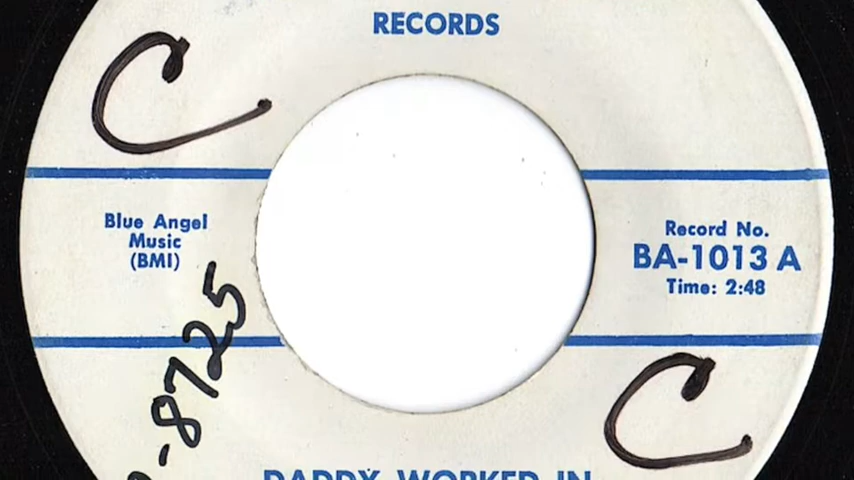 RECORDS
C
Blue Angel
Music
(BMI)
Record No.
BA-1013 A
Time: 2:48
-8725
C
DADDY WORKED IN